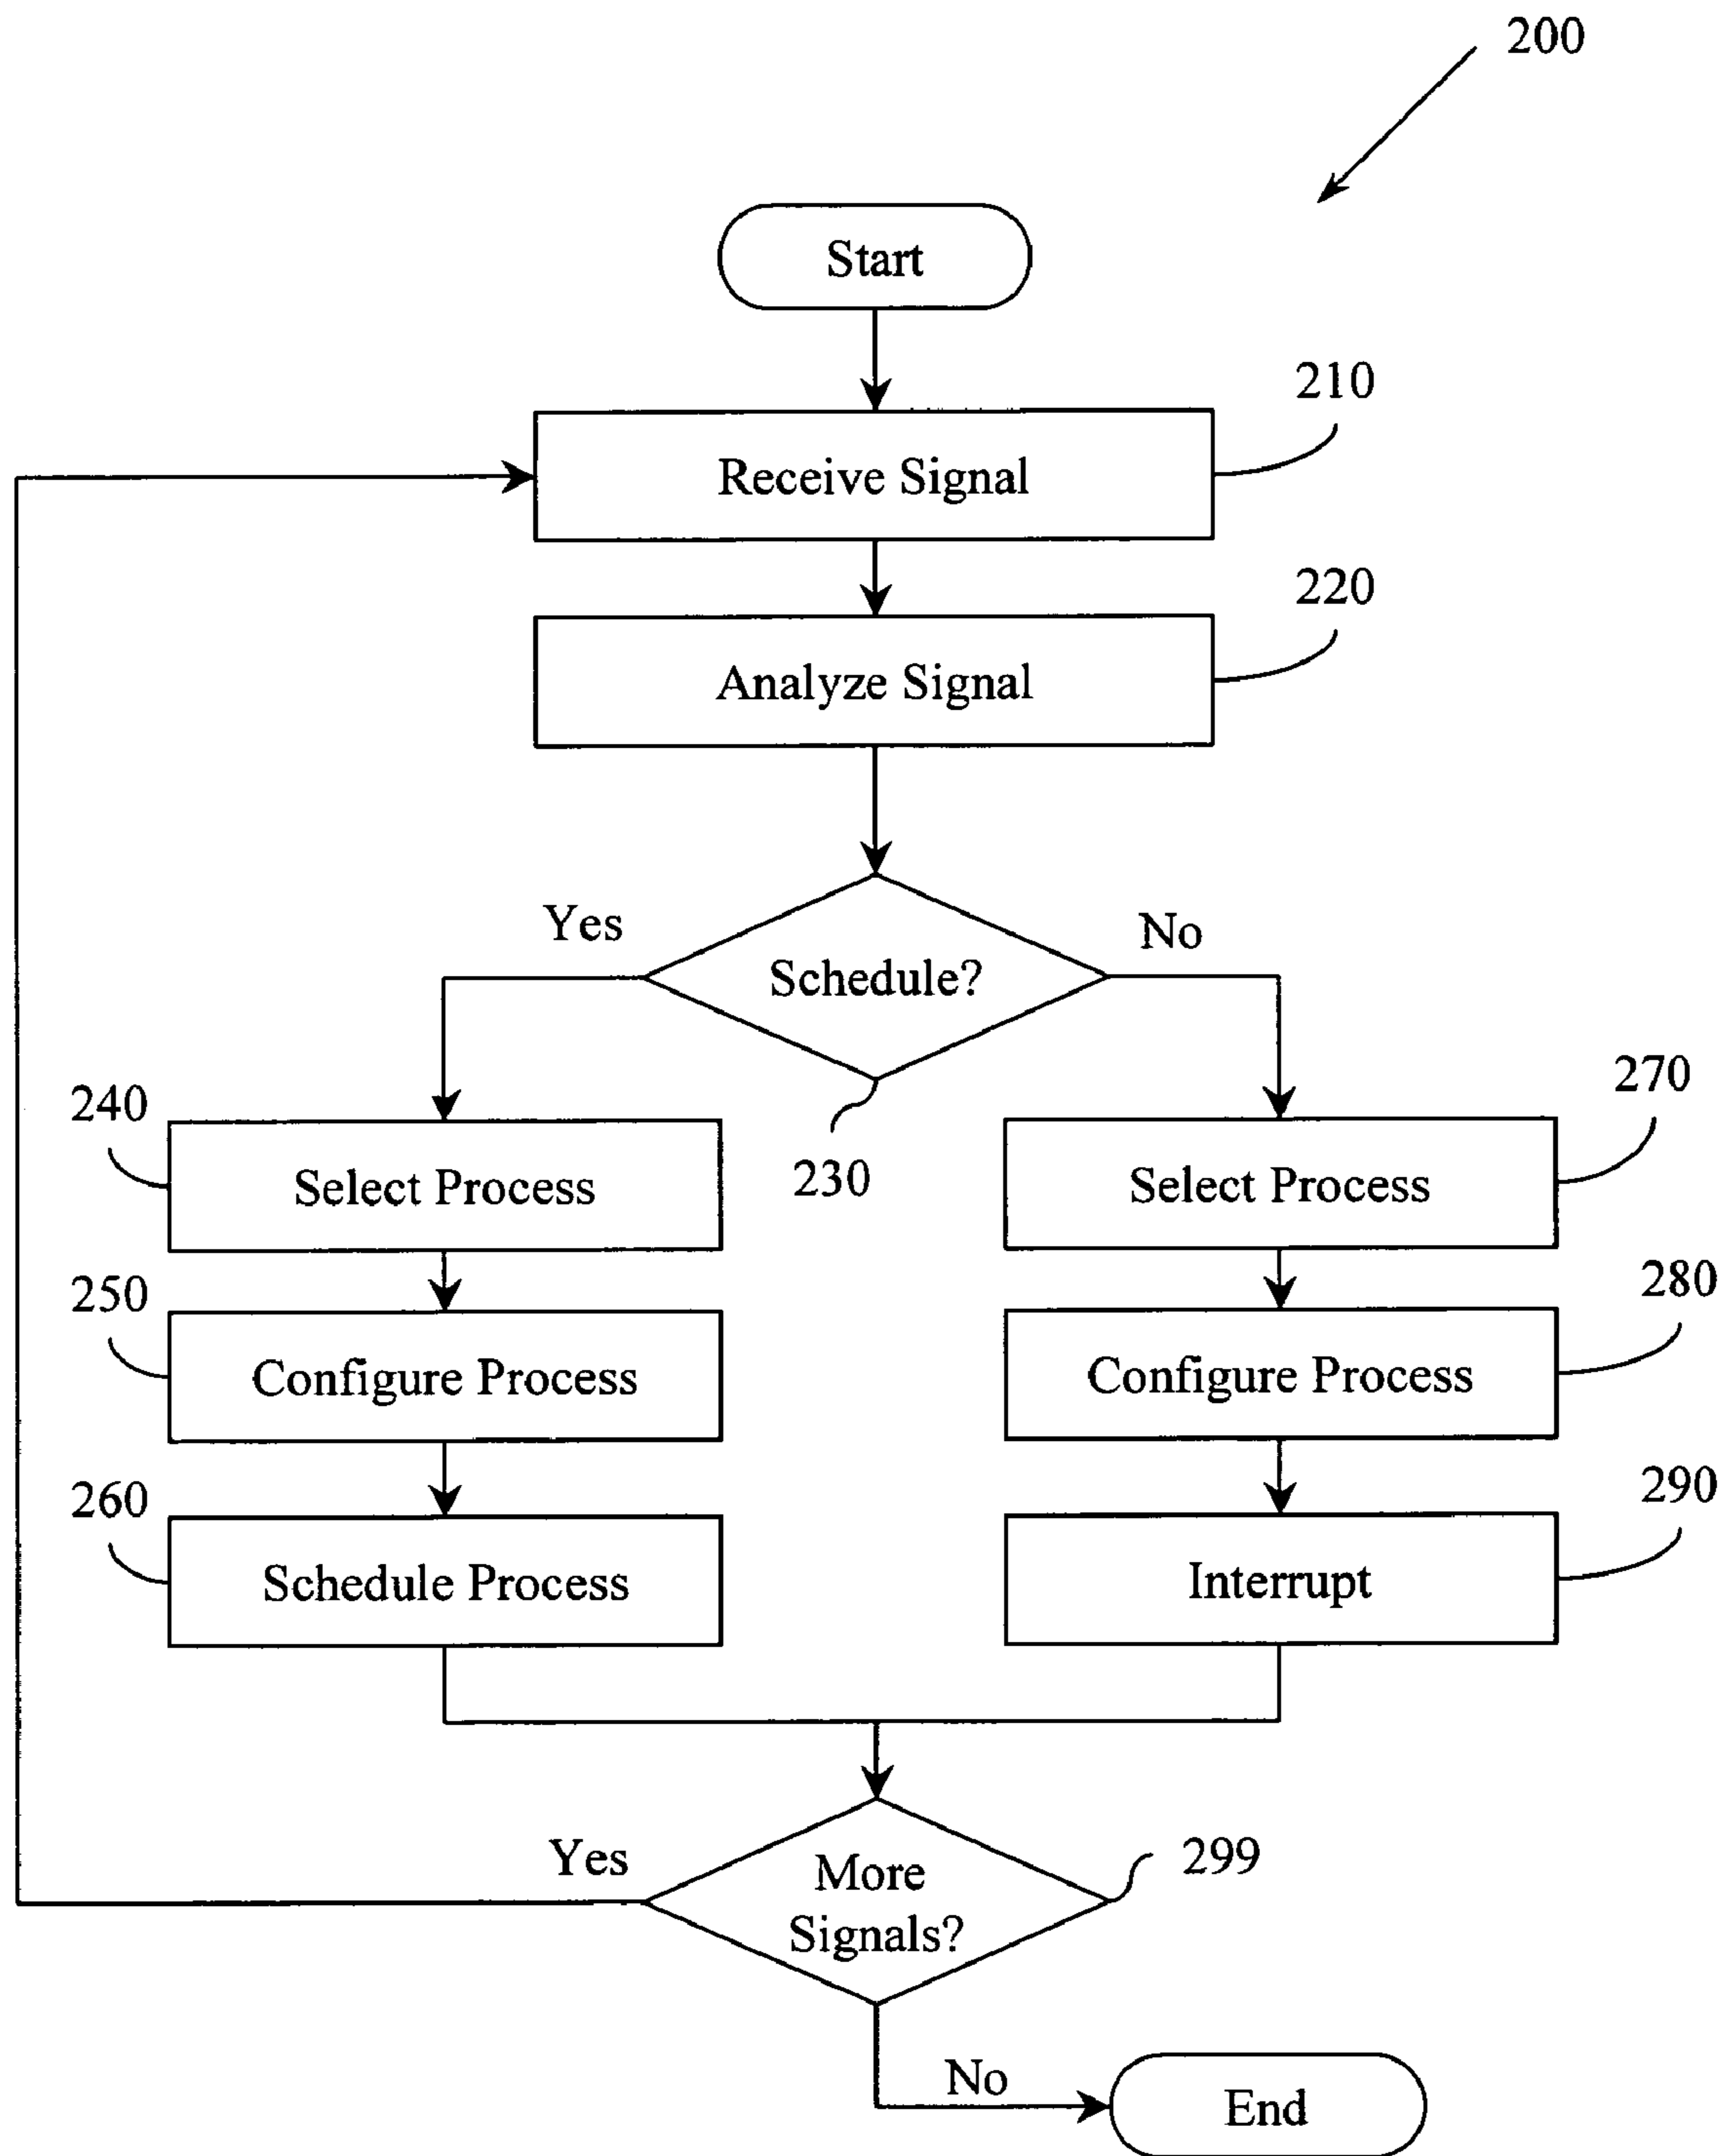 200
Start
210
Receive Signal
220
Analyze Signal
Yes
No
Schedule?
230
240
Select Process
270
Select Process
250
Configure Process
280
Configure Process
260
Schedule Process
290
Interrupt
Yes
More
Signals?
299
No
End